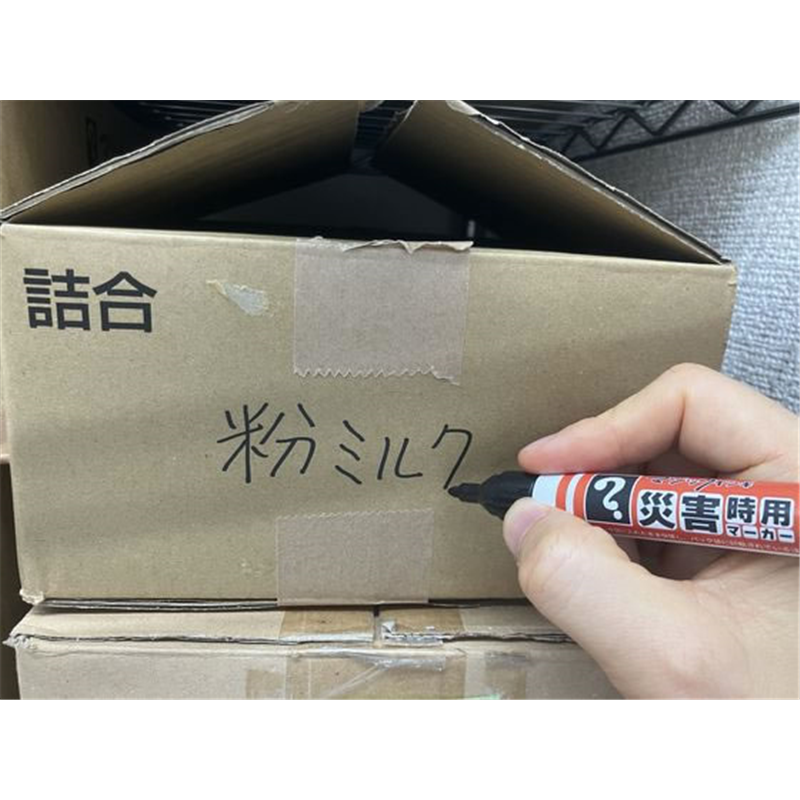 詰合
粉ミルク
?
災害時用
マーカー